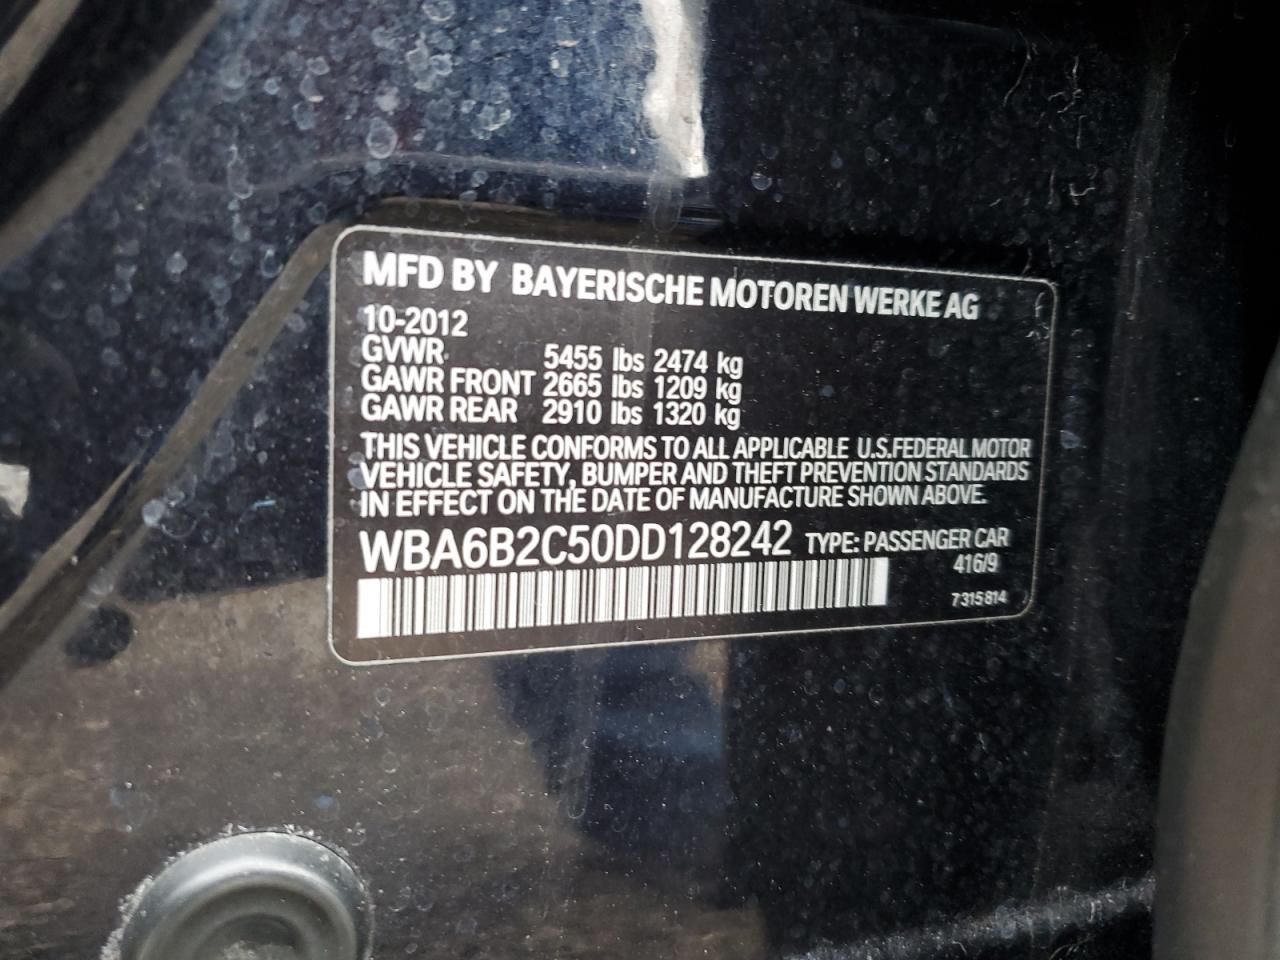 MFD BY BAYERISCHE MOTOREN WERKE AG
10-2012
GVWR 5455 lbs 2474 kg
GAWR FRONT 2665 lbs 1209 kg
GAWR REAR 2910 lbs 1320 kg
THIS VEHICLE CONFORMS TO ALL APPLICABLE U.S.FEDERAL MOTOR
VEHICLE SAFETY, BUMPER AND THEFT PREVENTION STANDARDS
IN EFFECT ON THE DATE OF MANUFACTURE SHOWN ABOVE.
WBA6B2C50DD128242 TYPE: PASSENGER CAR
416/9
7315814